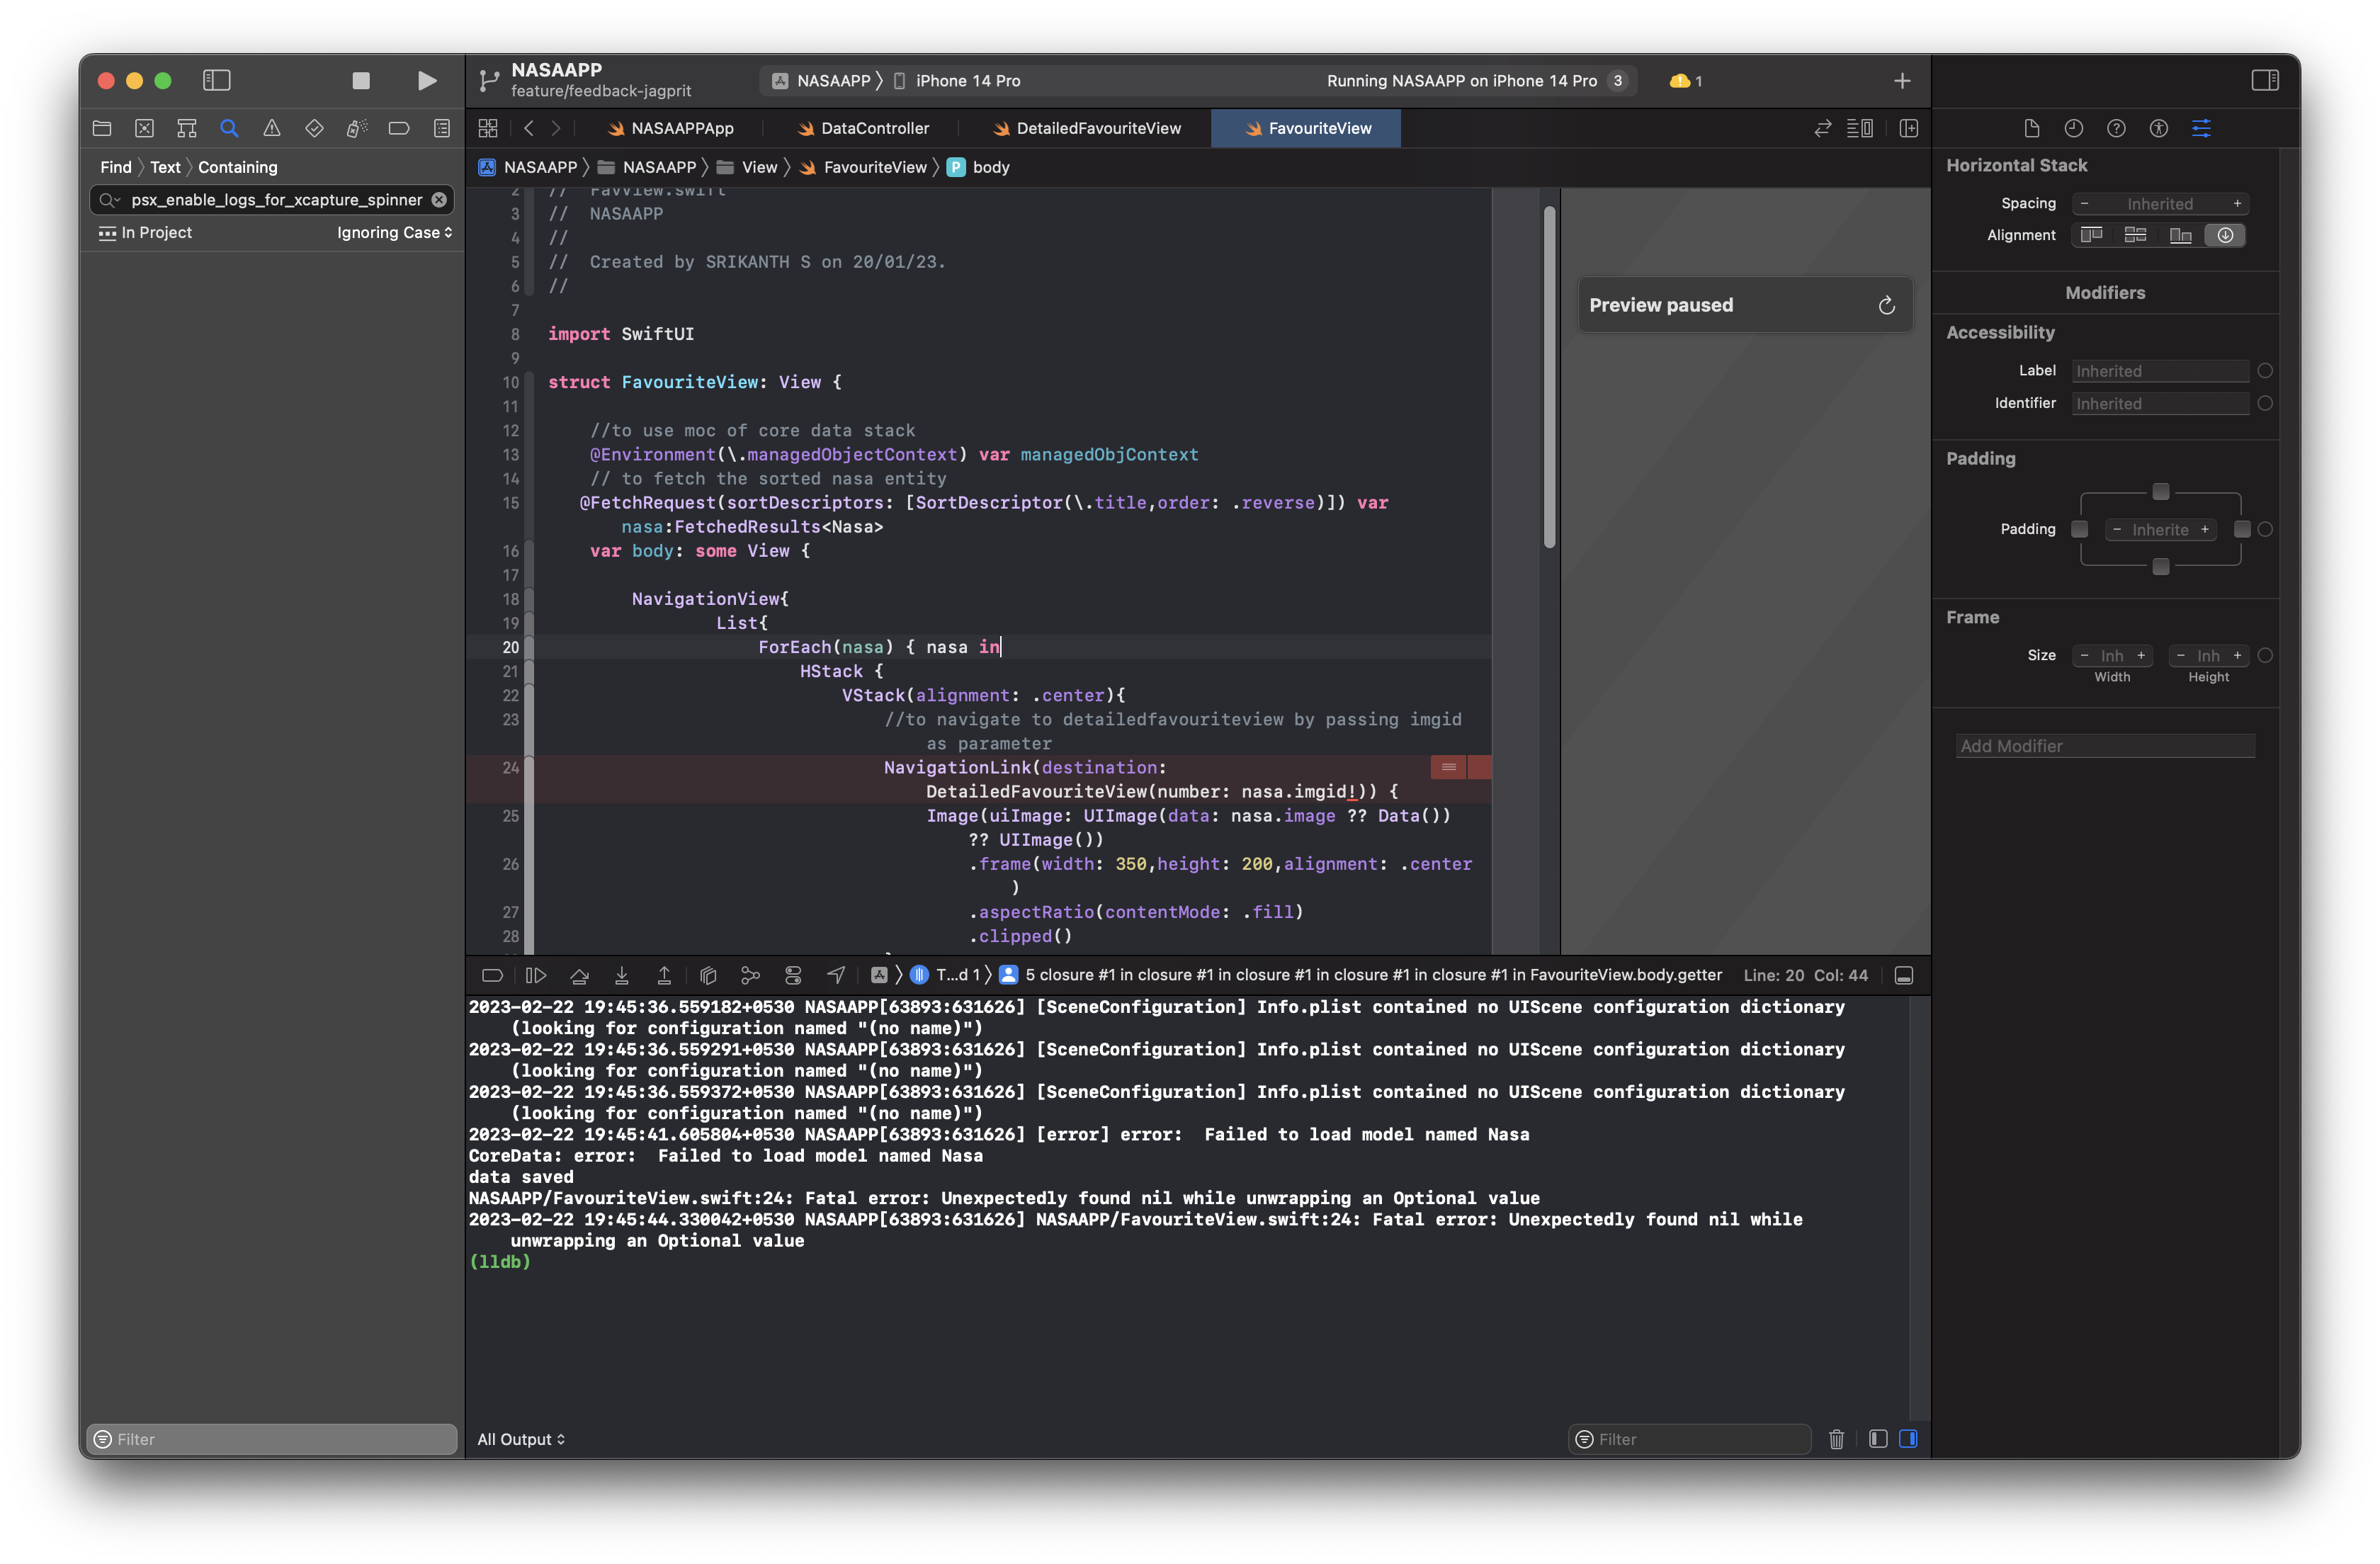 NASAAPP
feature/feedback-jagprit
NASAAPP 〉 iPhone 14 Pro
Running NASAAPP on iPhone 14 Pro 3
1
NASAAPPApp
DataController
DetailedFavouriteView
FavouriteView
Find 〉 Text 〉 Containing
NASAAPP 〉 NASAAPP 〉 View 〉 FavouriteView 〉 P body
psx_enable_logs_for_xcapture_spinner
In Project
Ignoring Case
2 // FavView.swift
3 // NASAAPP
4 //
5 // Created by SRIKANTH S on 20/01/23.
6 //
7
8 import SwiftUI
9
10 struct FavouriteView: View {
11
12 //to use moc of core data stack
13 @Environment(\.managedObjectContext) var managedObjContext
14 // to fetch the sorted nasa entity
15 @FetchRequest(sortDescriptors: [SortDescriptor(\.title,order: .reverse)]) var
nasa:FetchedResults<Nasa>
16 var body: some View {
17
18 NavigationView{
19 List{
20 ForEach(nasa) { nasa in
21 HStack {
22 VStack(alignment: .center){
23 //to navigate to detailedfavouriteview by passing imgid
as parameter
24 NavigationLink(destination:
DetailedFavouriteView(number: nasa.imgid!)) {
25 Image(uiImage: UIImage(data: nasa.image ?? Data())
?? UIImage())
26 .frame(width: 350,height: 200,alignment: .center
)
27 .aspectRatio(contentMode: .fill)
28 .clipped()
Preview paused
Horizontal Stack
Spacing
− Inherited +
Alignment
Modifiers
Accessibility
Label
Inherited
Identifier
Inherited
Padding
Padding
− Inherite +
Frame
Size
− Inh +
− Inh +
Width
Height
Add Modifier
T...d 1 〉 5 closure #1 in closure #1 in closure #1 in closure #1 in closure #1 in FavouriteView.body.getter
Line: 20 Col: 44
2023-02-22 19:45:36.559182+0530 NASAAPP[63893:631626] [SceneConfiguration] Info.plist contained no UIScene configuration dictionary
(looking for configuration named "(no name)")
2023-02-22 19:45:36.559291+0530 NASAAPP[63893:631626] [SceneConfiguration] Info.plist contained no UIScene configuration dictionary
(looking for configuration named "(no name)")
2023-02-22 19:45:36.559372+0530 NASAAPP[63893:631626] [SceneConfiguration] Info.plist contained no UIScene configuration dictionary
(looking for configuration named "(no name)")
2023-02-22 19:45:41.605804+0530 NASAAPP[63893:631626] [error] error: Failed to load model named Nasa
CoreData: error: Failed to load model named Nasa
data saved
NASAAPP/FavouriteView.swift:24: Fatal error: Unexpectedly found nil while unwrapping an Optional value
2023-02-22 19:45:44.330042+0530 NASAAPP[63893:631626] NASAAPP/FavouriteView.swift:24: Fatal error: Unexpectedly found nil while
unwrapping an Optional value
(lldb)
Filter
All Output
Filter